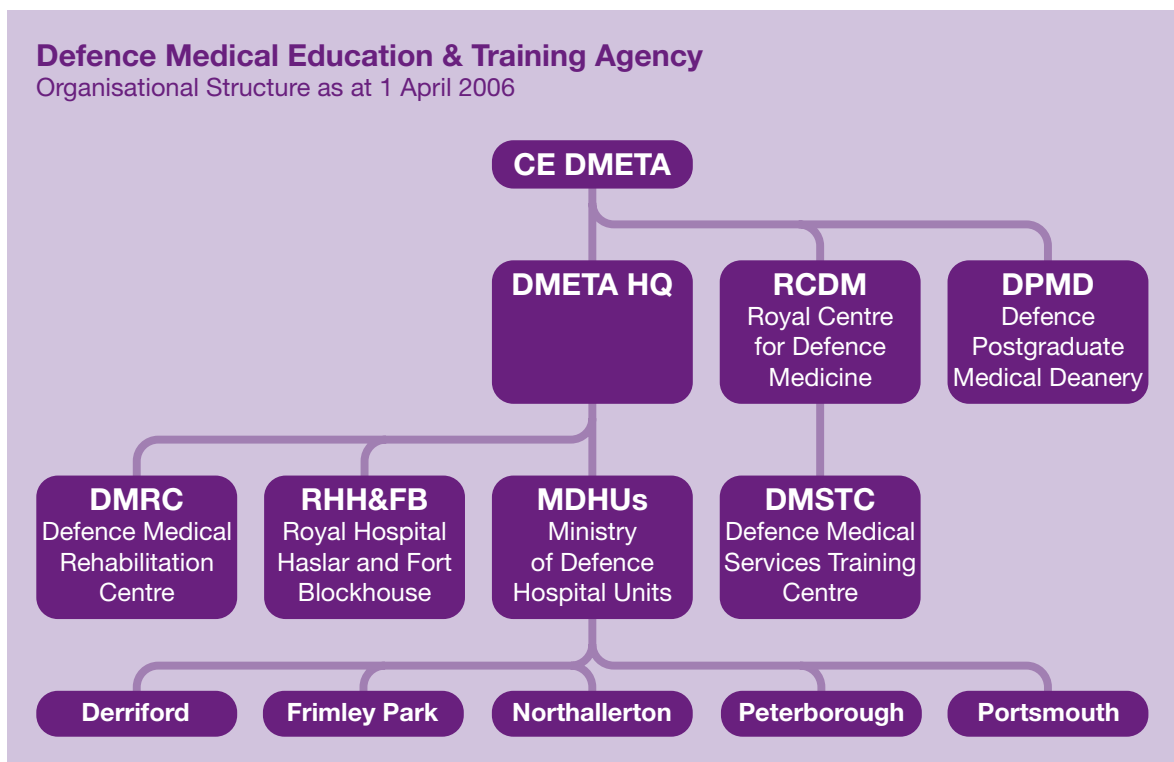 Defence Medical Education & Training Agency
Organisational Structure as at 1 April 2006
CE DMETA
DMETA HQ
RCDM
Royal Centre
for Defence
Medicine
DPMD
Defence
Postgraduate
Medical Deanery
DMRC
Defence Medical
Rehabilitation
Centre
RHH&FB
Royal Hospital
Haslar and Fort
Blockhouse
MDHUs
Ministry
of Defence
Hospital Units
DMSTC
Defence Medical
Services Training
Centre
Derriford
Frimley Park
Northallerton
Peterborough
Portsmouth